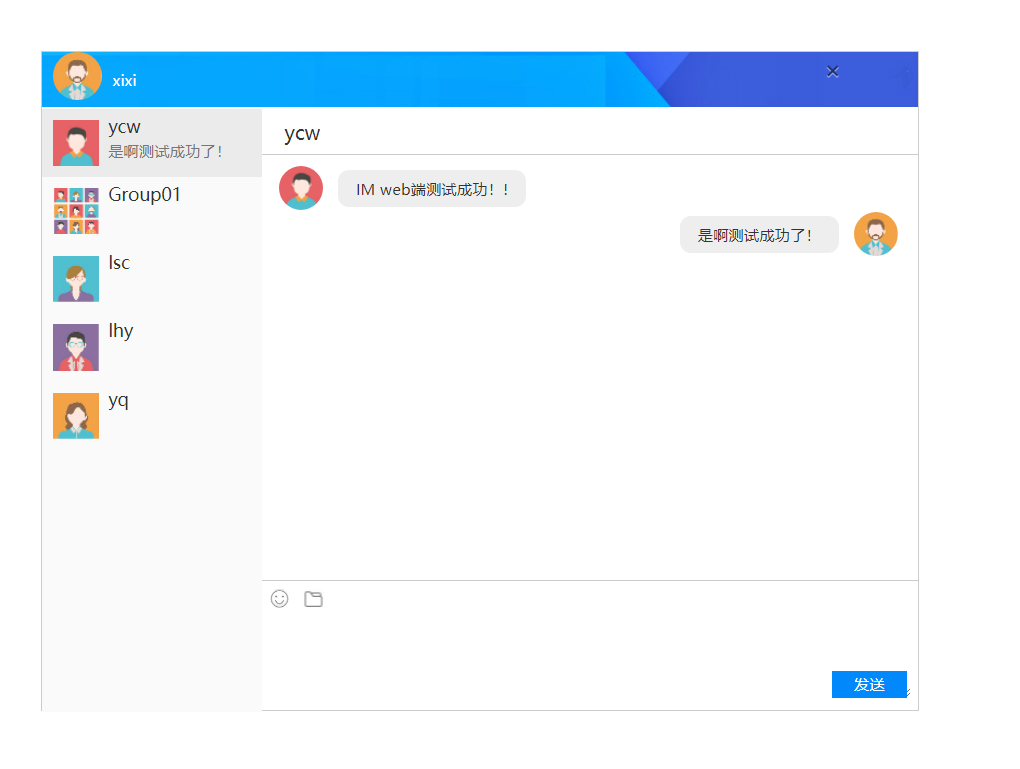 xixi
ycw
是啊测试成功了！
Group01
lsc
lhy
yq
ycw
IM web端测试成功！！
是啊测试成功了！
发送